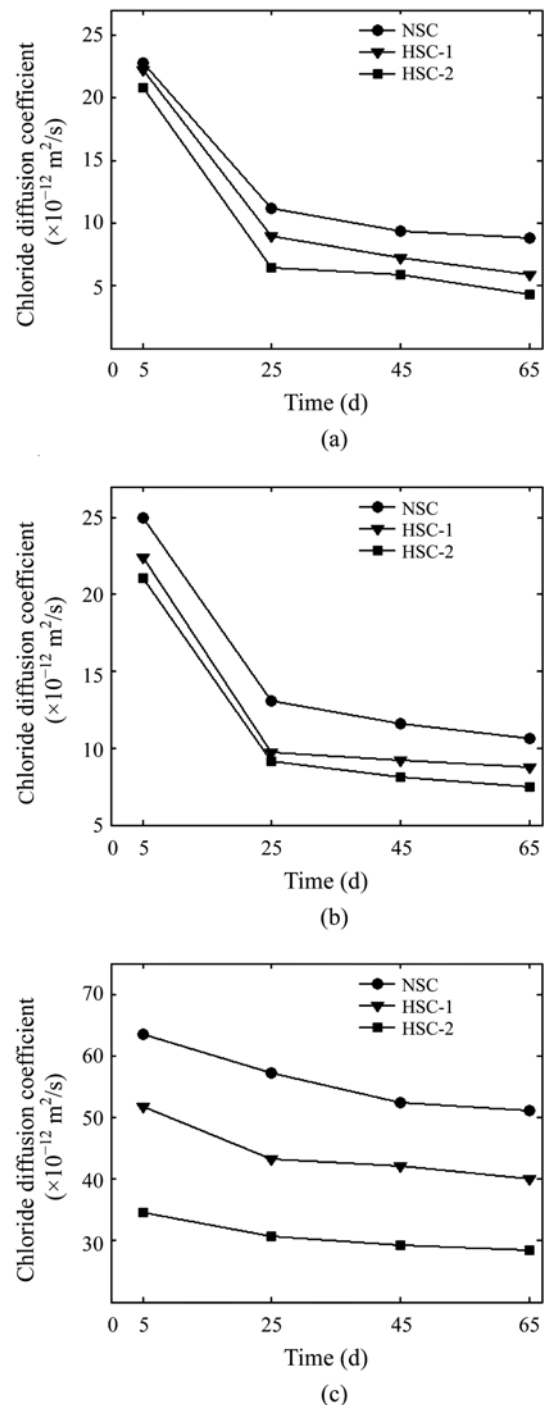 25
20
15
10
5
Chloride diffusion coefficient
(×10⁻¹² m²/s)
NSC
HSC-1
HSC-2
0 5 25 45 65
Time (d)
(a)
25
20
15
10
5
Chloride diffusion coefficient
(×10⁻¹² m²/s)
NSC
HSC-1
HSC-2
0 5 25 45 65
Time (d)
(b)
70
60
50
40
30
Chloride diffusion coefficient
(×10⁻¹² m²/s)
NSC
HSC-1
HSC-2
0 5 25 45 65
Time (d)
(c)